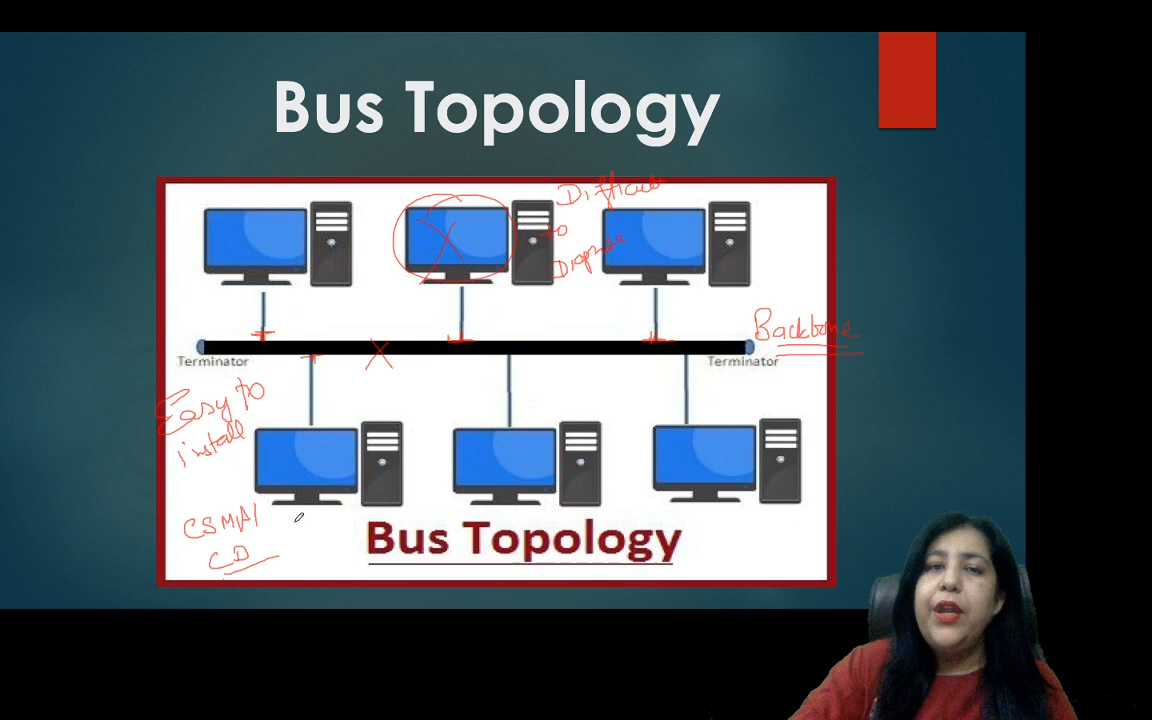 Bus Topology
Difficult
to
Diagnose
Backbone
Terminator
Terminator
Easy to
install
CSMA/
CD
Bus Topology